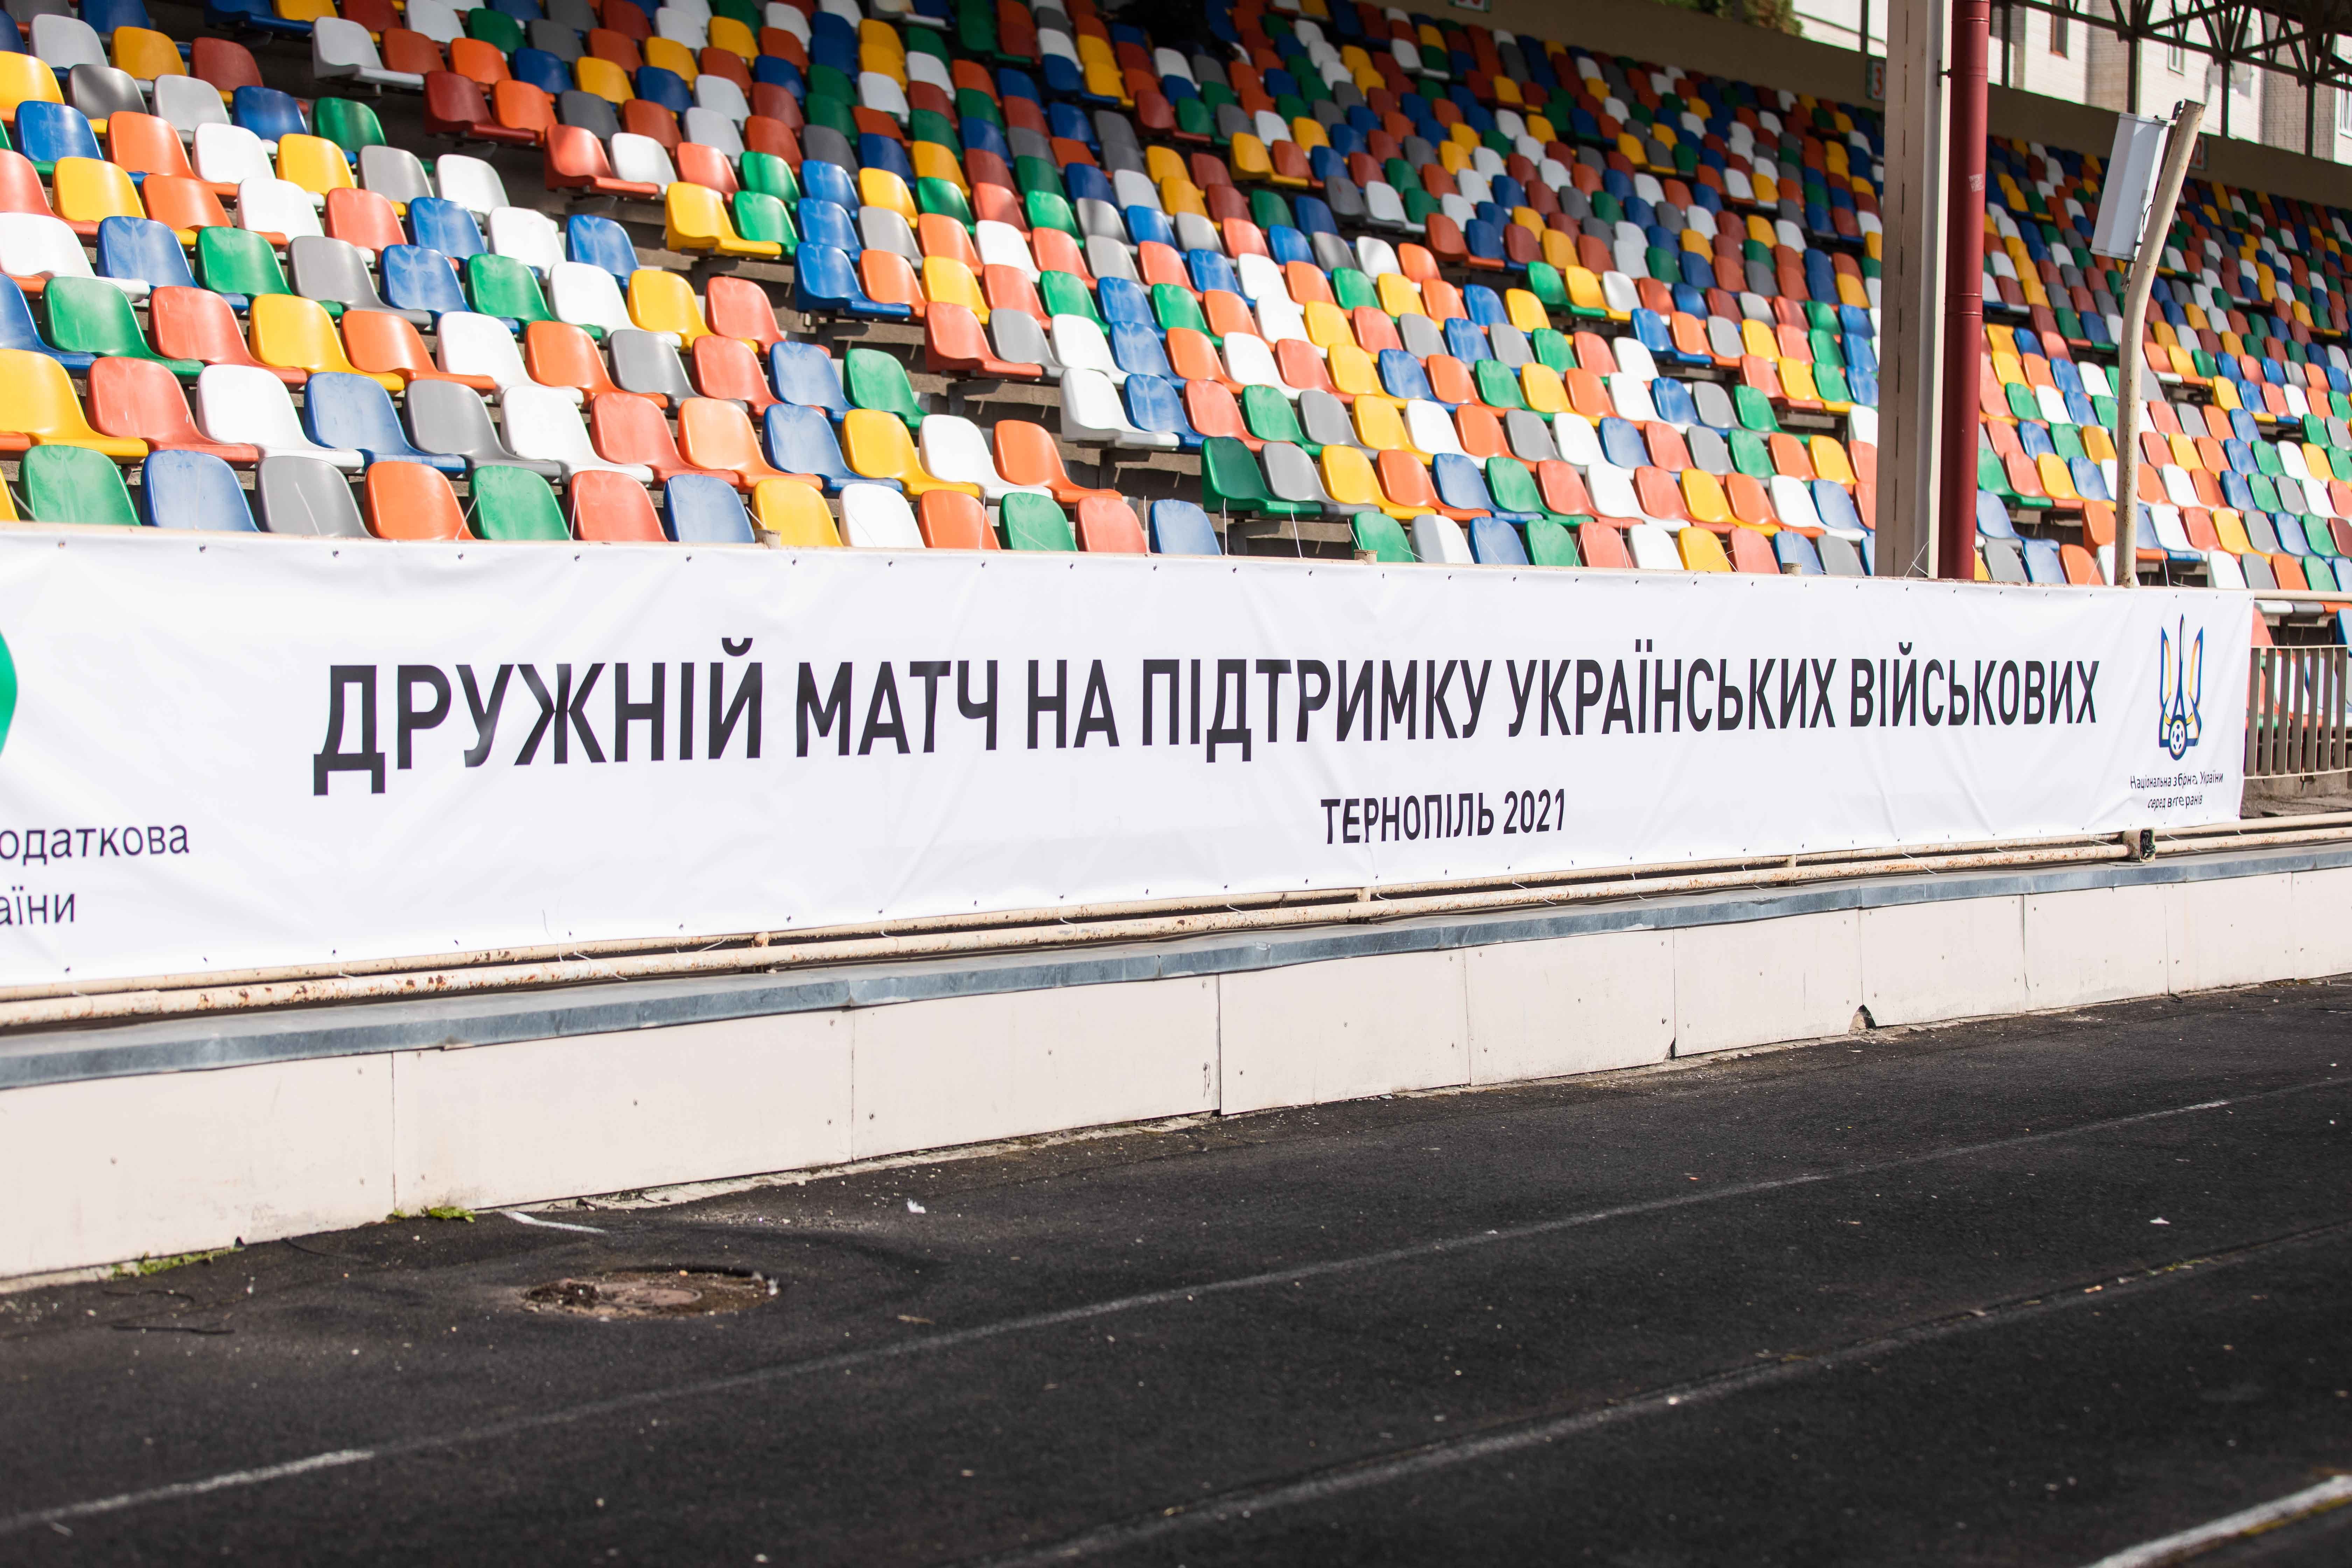 ДРУЖНІЙ МАТЧ НА ПІДТРИМКУ УКРАЇНСЬКИХ ВІЙСЬКОВИХ
ТЕРНОПІЛЬ 2021
одаткова
аїни
Національна збірна України
серед ветеранів